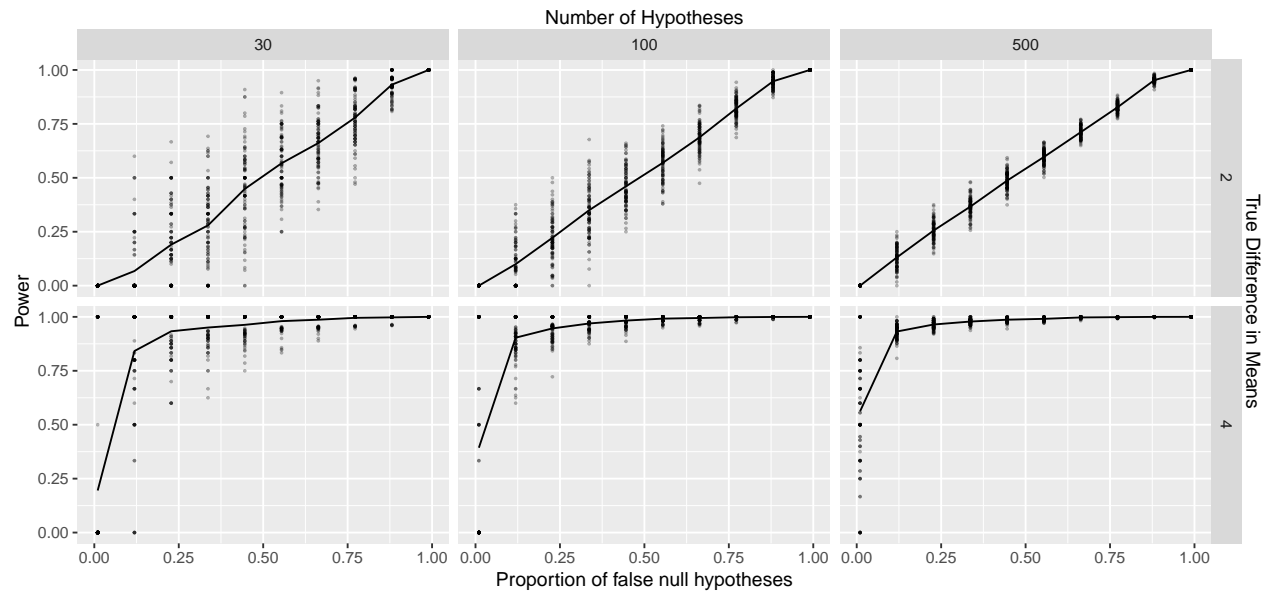 Number of Hypotheses
30 100 500
Power
1.00
0.75
0.50
0.25
0.00
2
1.00
0.75
0.50
0.25
0.00
4
True Difference in Means
0.00 0.25 0.50 0.75 1.00 0.00 0.25 0.50 0.75 1.00 0.00 0.25 0.50 0.75 1.00
Proportion of false null hypotheses